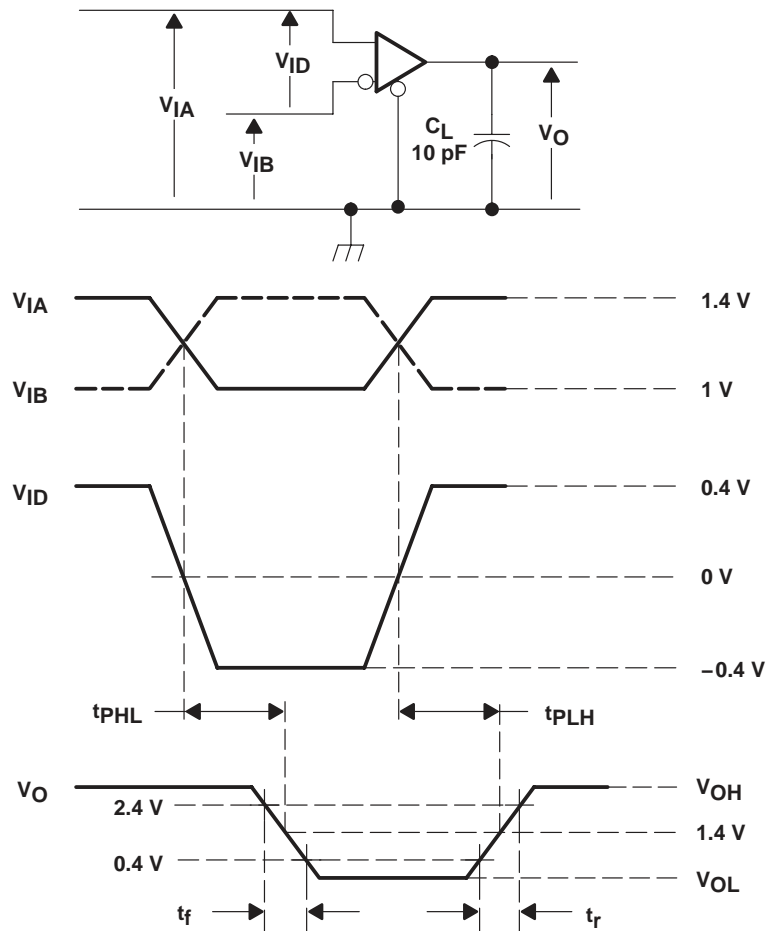 VID
VIA
VIB
CL
10 pF
VO
VIA
1.4 V
VIB
1 V
VID
0.4 V
0 V
−0.4 V
tPHL
tPLH
VO
VOH
2.4 V
1.4 V
0.4 V
VOL
tf
tr